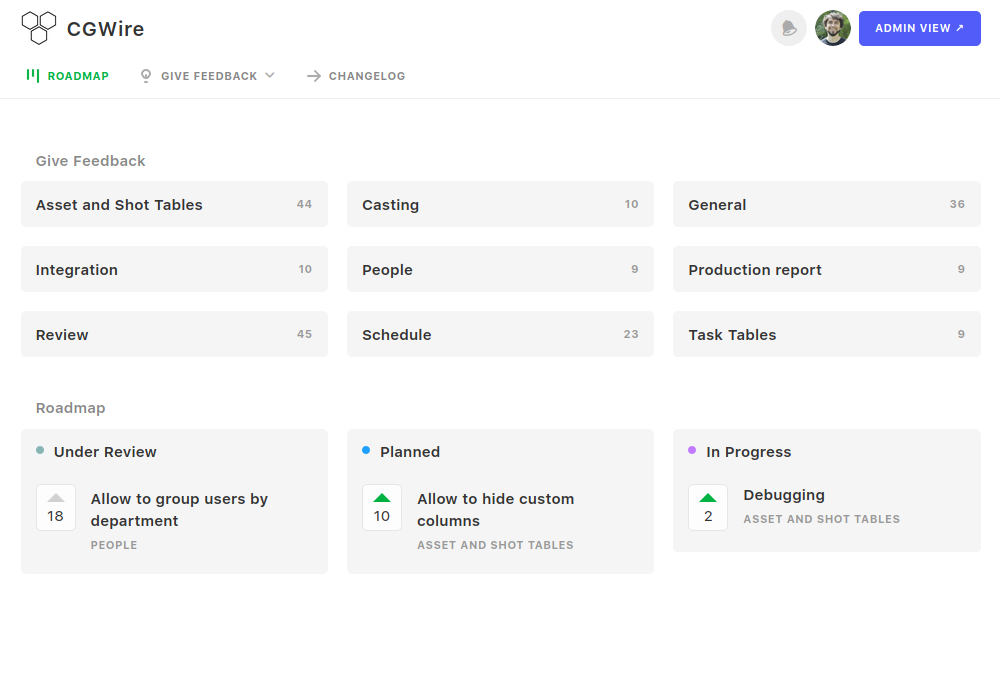 CGWire
ADMIN VIEW ↗
ROADMAP
GIVE FEEDBACK
CHANGELOG
Give Feedback
Asset and Shot Tables 44
Casting 10
General 36
Integration 10
People 9
Production report 9
Review 45
Schedule 23
Task Tables 9
Roadmap
Under Review
18
Allow to group users by
department
PEOPLE
Planned
10
Allow to hide custom
columns
ASSET AND SHOT TABLES
In Progress
2
Debugging
ASSET AND SHOT TABLES